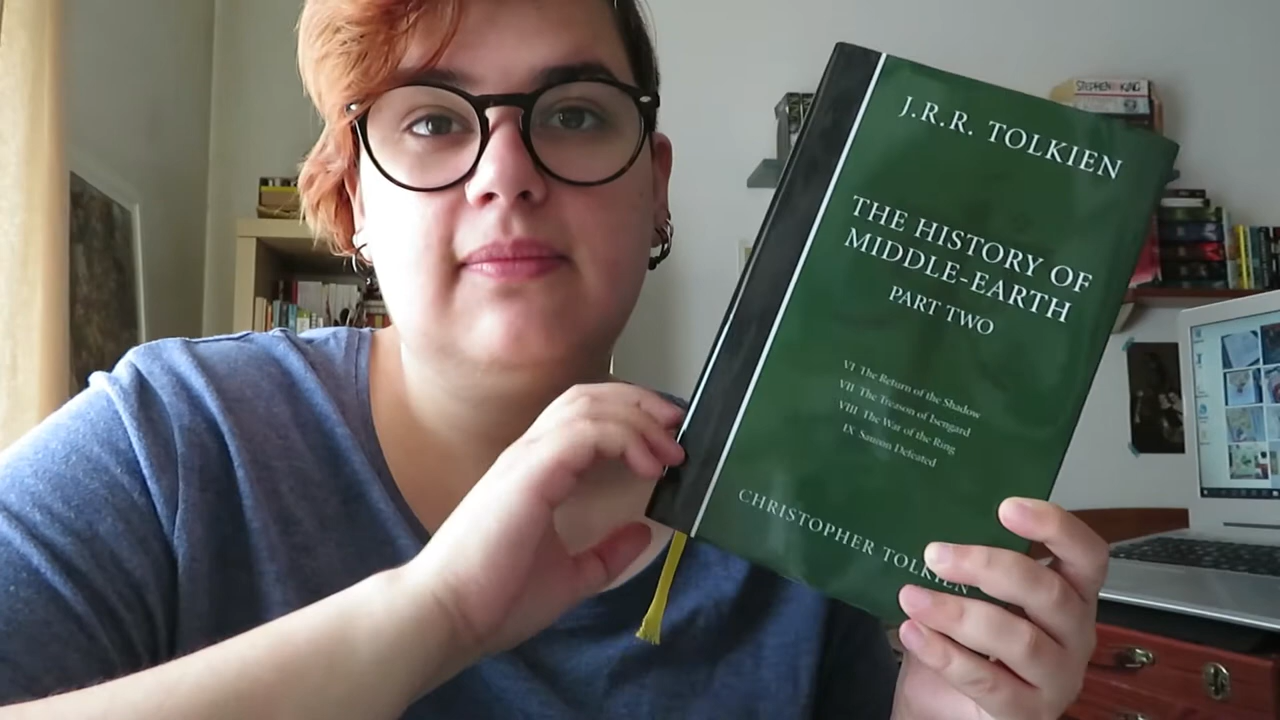 J.R.R. TOLKIEN
THE HISTORY OF
MIDDLE-EARTH
PART TWO
VI The Return of the Shadow
VII The Treason of Isengard
VIII The War of the Ring
IX Sauron Defeated
CHRISTOPHER TOLKIEN
STEPHEN KING